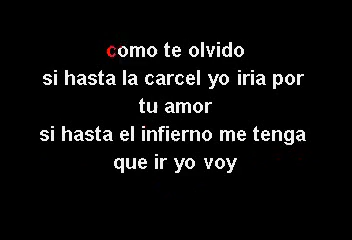 como te olvido
si hasta la carcel yo iria por
tu amor
si hasta el infierno me tenga
que ir yo voy